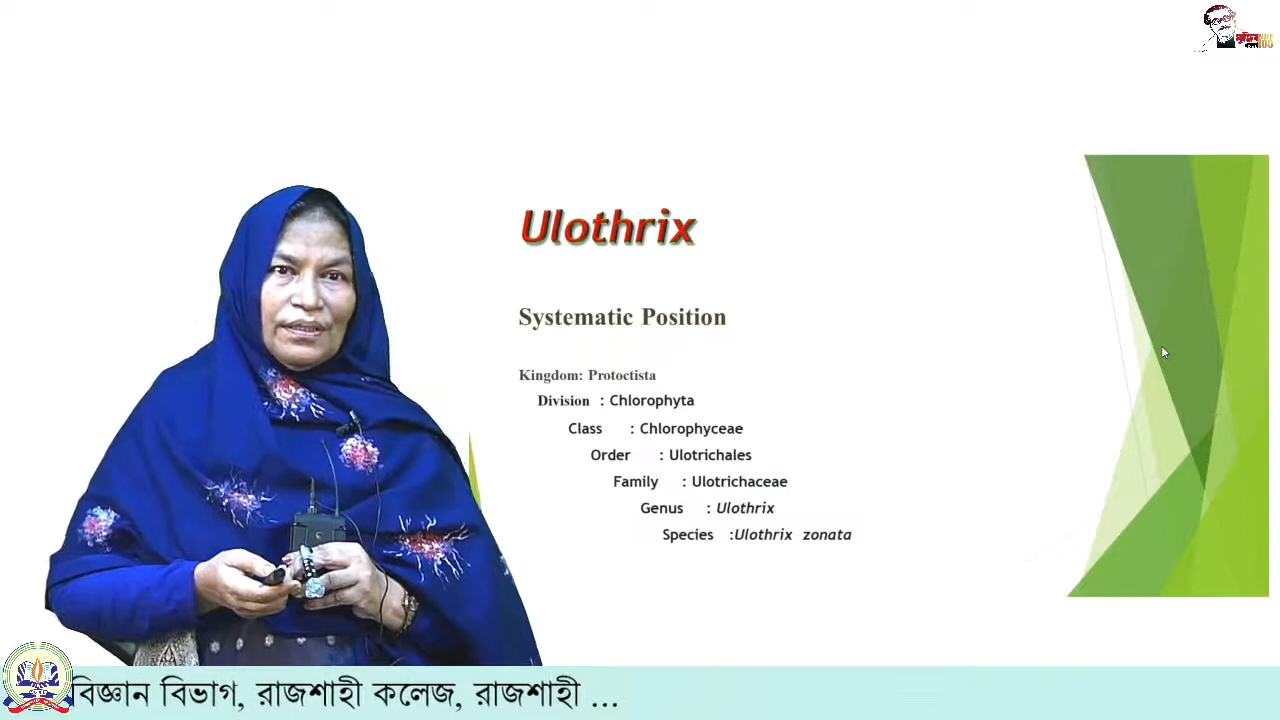 Ulothrix
Systematic Position
Kingdom: Protoctista
Division : Chlorophyta
Class : Chlorophyceae
Order : Ulotrichales
Family : Ulotrichaceae
Genus : Ulothrix
Species :Ulothrix zonata
বিজ্ঞান বিভাগ, রাজশাহী কলেজ, রাজশাহী ...